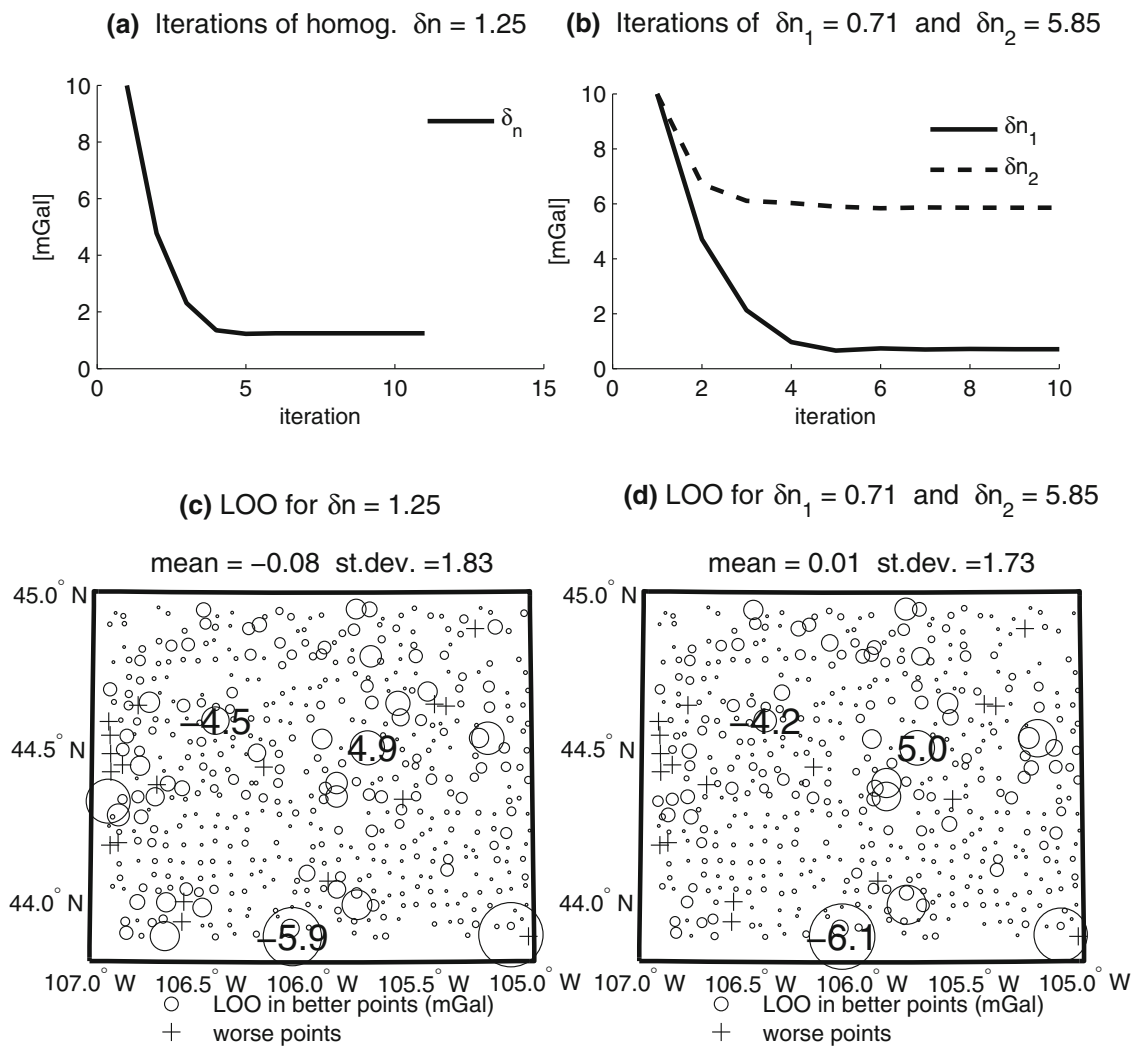 (a) Iterations of homog. δn = 1.25
10
8
6
4
2
0
[mGal]
0
5
10
15
iteration
δn
(b) Iterations of δn1 = 0.71 and δn2 = 5.85
10
8
6
4
2
0
[mGal]
0
2
4
6
8
10
iteration
δn1
δn2
(c) LOO for δn = 1.25
mean = −0.08 st.dev. =1.83
45.0° N
44.5° N
44.0° N
−4.5
4.9
−5.9
107.0° W
106.5° W
106.0° W
105.5° W
105.0° W
LOO in better points (mGal)
worse points
(d) LOO for δn1 = 0.71 and δn2 = 5.85
mean = 0.01 st.dev. =1.73
45.0° N
44.5° N
44.0° N
−4.2
5.0
−6.1
107.0° W
106.5° W
106.0° W
105.5° W
105.0° W
LOO in better points (mGal)
worse points